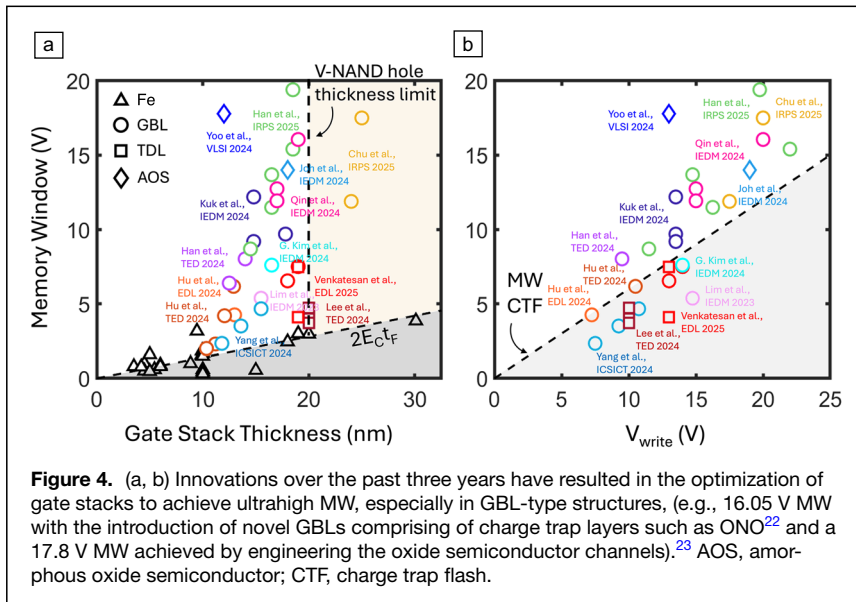 a
20
15
10
5
0
Memory Window (V)
0
10
20
30
Gate Stack Thickness (nm)
Fe
GBL
TDL
AOS
V-NAND hole
thickness limit
Yoo et al.,
VLSI 2024
Han et al.,
IRPS 2025
Chu et al.,
IRPS 2025
Joh et al.,
IEDM 2024
Qin et al.,
IEDM 2024
Kuk et al.,
IEDM 2024
Han et al.,
TED 2024
G. Kim et al.,
IEDM 2024
Hu et al.,
EDL 2024
Venkatesan et al.,
EDL 2025
Lim et al.,
IEDM 2023
Hu et al.,
TED 2024
Lee et al.,
TED 2024
Yang et al.,
ICSICT 2024
2ECtF
b
20
15
10
5
0
0
5
10
15
20
25
Vwrite (V)
Yoo et al.,
VLSI 2024
Han et al.,
IRPS 2025
Chu et al.,
IRPS 2025
Qin et al.,
IEDM 2024
Joh et al.,
IEDM 2024
Kuk et al.,
IEDM 2024
Han et al.,
TED 2024
MW
CTF
Hu et al.,
TED 2024
G. Kim et al.,
IEDM 2024
Hu et al.,
EDL 2024
Lim et al.,
IEDM 2023
Venkatesan et al.,
EDL 2025
Lee et al.,
TED 2024
Yang et al.,
ICSICT 2024
Figure 4. (a, b) Innovations over the past three years have resulted in the optimization of
gate stacks to achieve ultrahigh MW, especially in GBL-type structures, (e.g., 16.05 V MW
with the introduction of novel GBLs comprising of charge trap layers such as ONO22 and a
17.8 V MW achieved by engineering the oxide semiconductor channels).23 AOS, amor-
phous oxide semiconductor; CTF, charge trap flash.